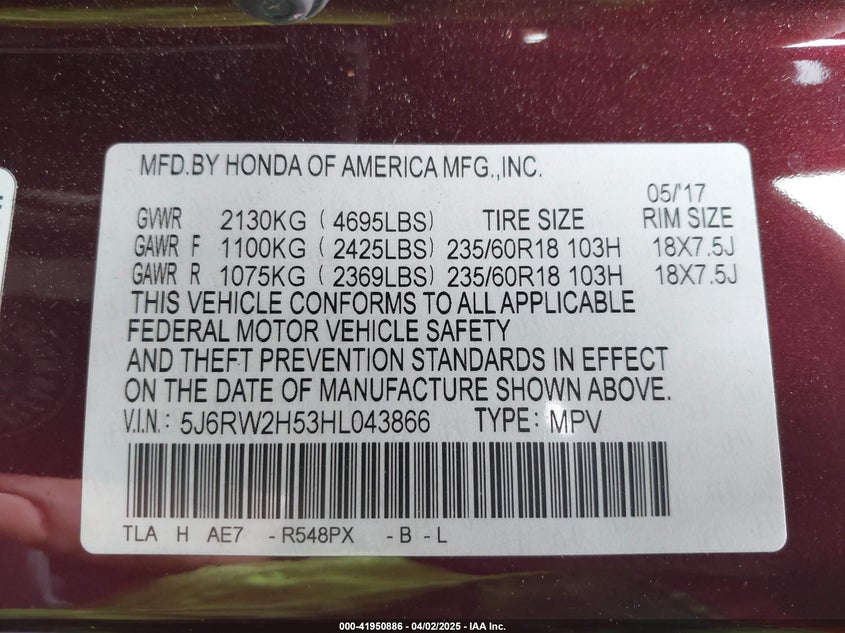 MFD.BY HONDA OF AMERICA MFG.,INC.
05/'17
GVWR 2130KG (4695LBS) TIRE SIZE RIM SIZE
GAWR F 1100KG (2425LBS) 235/60R18 103H 18X7.5J
GAWR R 1075KG (2369LBS) 235/60R18 103H 18X7.5J
THIS VEHICLE CONFORMS TO ALL APPLICABLE
FEDERAL MOTOR VEHICLE SAFETY
AND THEFT PREVENTION STANDARDS IN EFFECT
ON THE DATE OF MANUFACTURE SHOWN ABOVE.
V.I.N.: 5J6RW2H53HL043866 TYPE: MPV
TLA H AE7 -R548PX -B -L
000-41950886 - 04/02/2025 - IAA Inc.